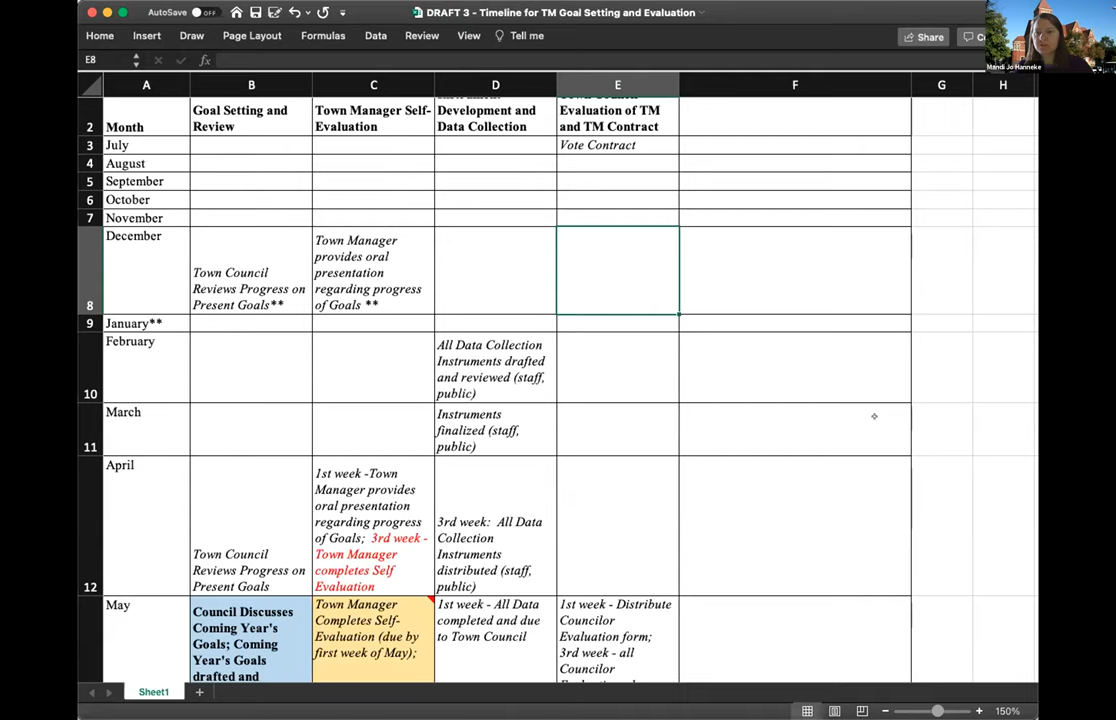 AutoSave OFF
DRAFT 3 - Timeline for TM Goal Setting and Evaluation
Home Insert Draw Page Layout Formulas Data Review View Tell me
Share
Mandi Jo Hanneke
E8
fx
A B C D E F G H
2 Month
Goal Setting and
Review
Town Manager Self-
Evaluation
Development and
Data Collection
Evaluation of TM
and TM Contract
3 July
Vote Contract
4 August
5 September
6 October
7 November
8 December
Town Council
Reviews Progress on
Present Goals**
Town Manager
provides oral
presentation
regarding progress
of Goals **
9 January**
10 February
All Data Collection
Instruments drafted
and reviewed (staff,
public)
11 March
Instruments
finalized (staff,
public)
12 April
Town Council
Reviews Progress on
Present Goals
1st week -Town
Manager provides
oral presentation
regarding progress
of Goals; 3rd week -
Town Manager
completes Self
Evaluation
3rd week: All Data
Collection
Instruments
distributed (staff,
public)
May
Council Discusses
Coming Year's
Goals; Coming
Year's Goals
drafted and
Town Manager
Completes Self-
Evaluation (due by
first week of May);
1st week - All Data
completed and due
to Town Council
1st week - Distribute
Councilor
Evaluation form;
3rd week - all
Councilor
Sheet1
150%